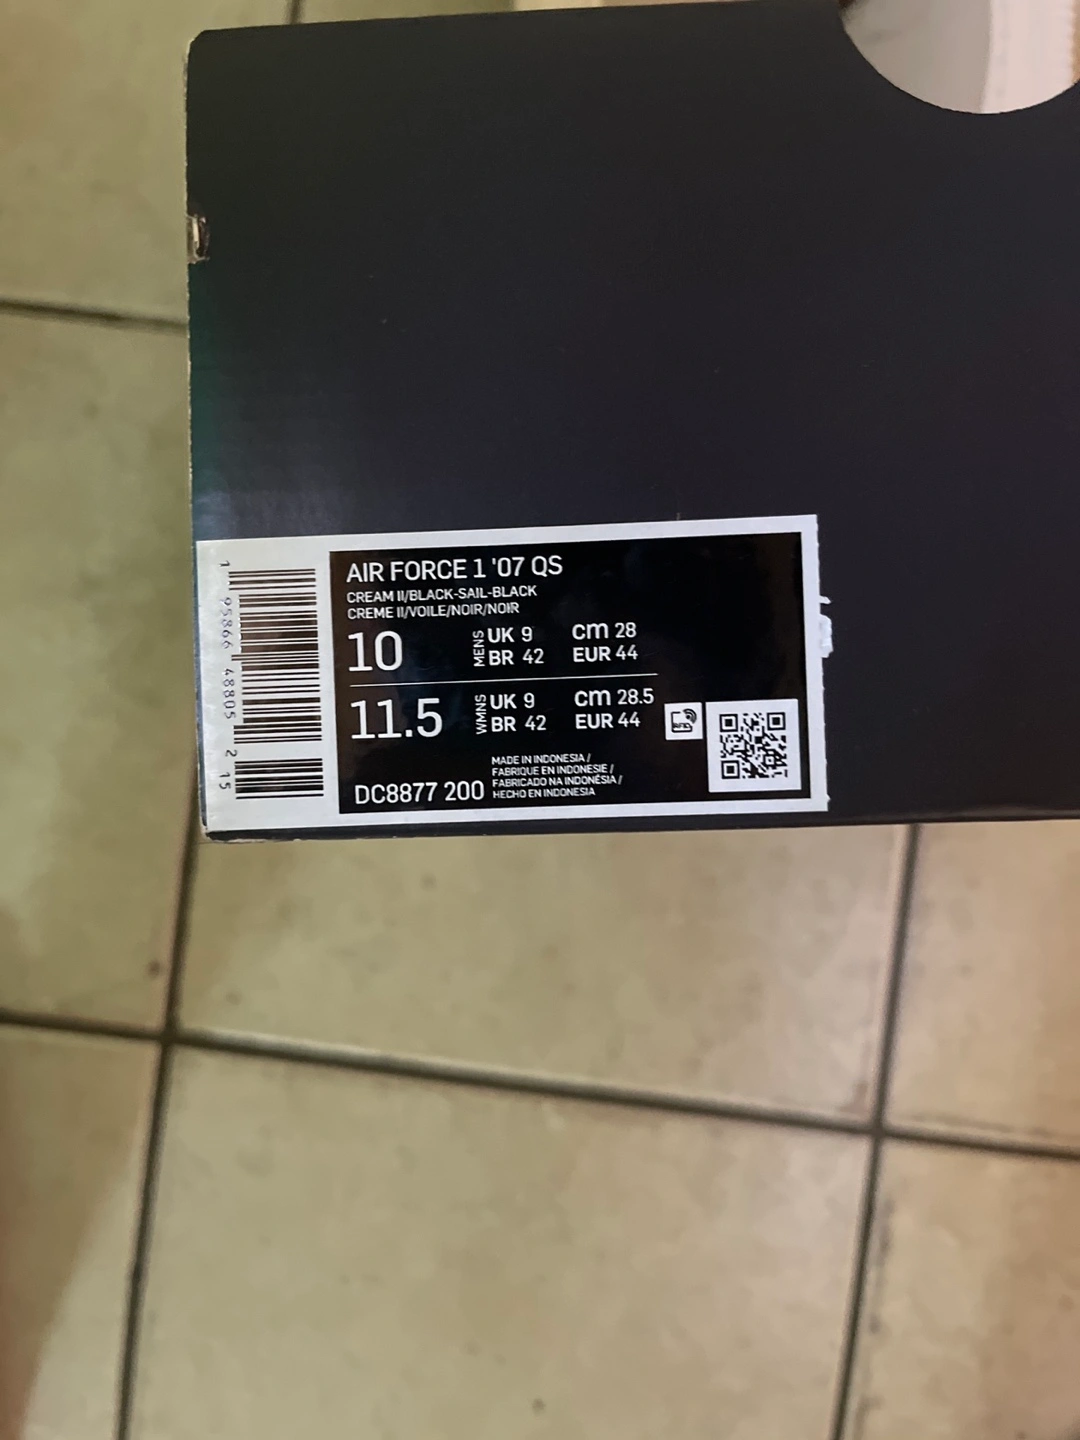 AIR FORCE 1 '07 QS
CREAM II/BLACK-SAIL-BLACK
CREME II/VOILE/NOIR/NOIR
10 MENS UK 9 cm 28
BR 42 EUR 44
11.5 WMNS UK 9 cm 28.5
BR 42 EUR 44
RFID
MADE IN INDONESIA /
FABRIQUE EN INDONESIE /
FABRICADO NA INDONÉSIA /
HECHO EN INDONESIA
DC8877 200
1 95866 48805 2 15